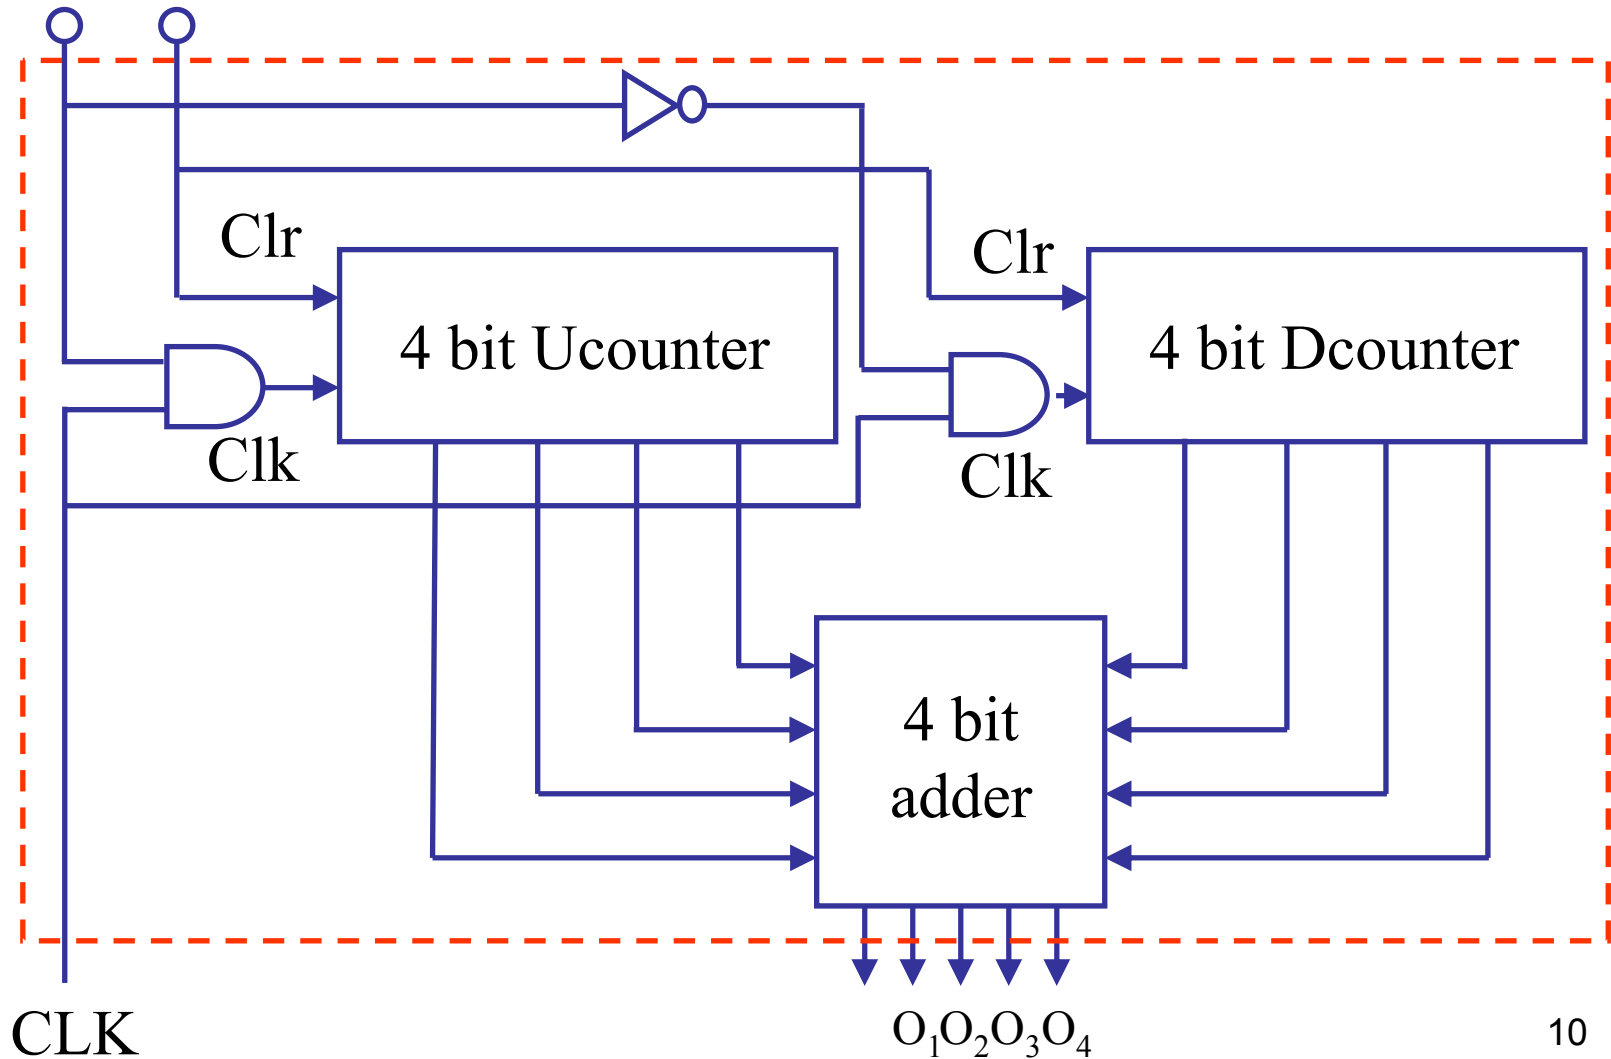 Clr
Clr
4 bit Ucounter
4 bit Dcounter
Clk
Clk
4 bit
adder
CLK
O₁O₂O₃O₄
10